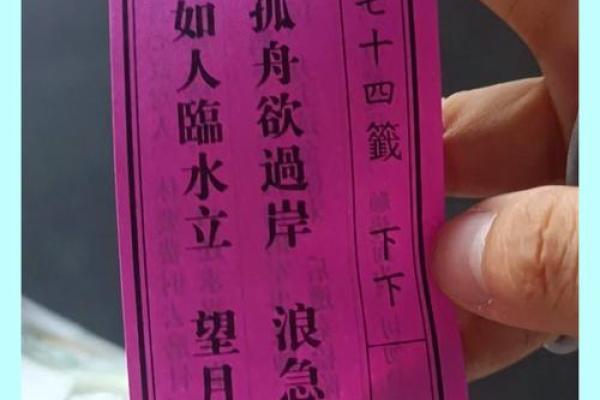 七十四籤 下下
孤舟欲過岸 浪急
如人臨水立 望月